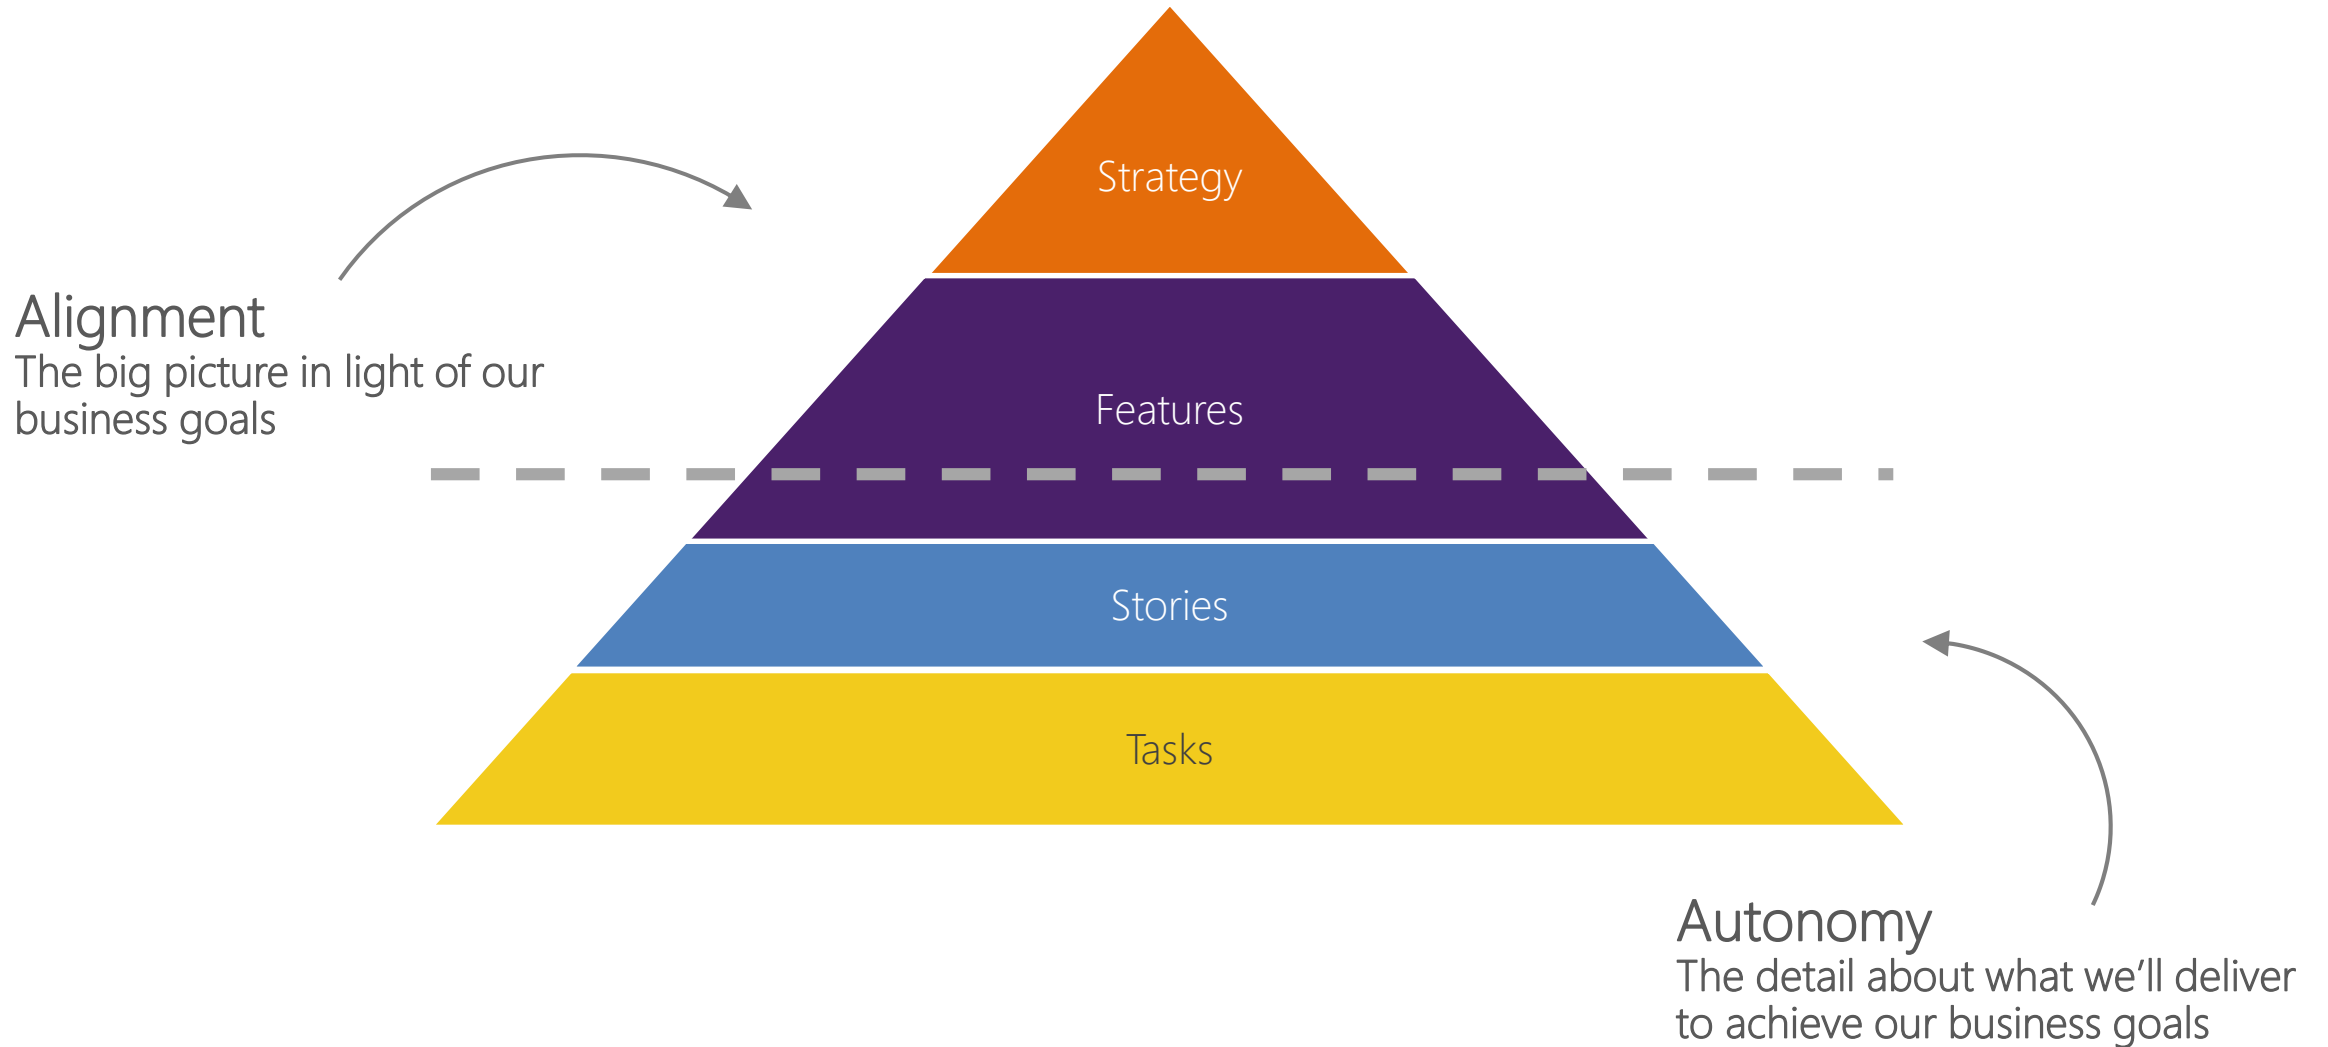 Strategy
Alignment
The big picture in light of our
business goals
Features
Stories
Tasks
Autonomy
The detail about what we’ll deliver
to achieve our business goals